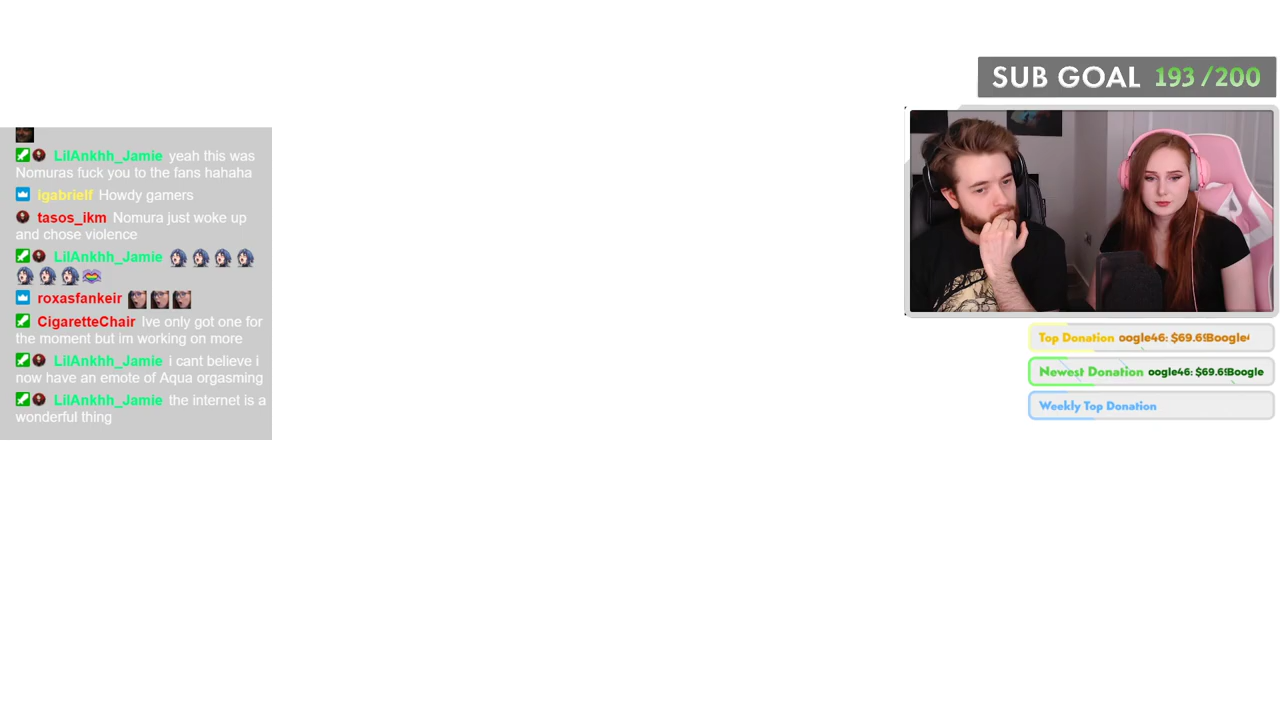 SUB GOAL 193/200
LilAnkhh_Jamie yeah this was
Nomuras fuck you to the fans hahaha
igabrielf Howdy gamers
tasos_ikm Nomura just woke up
and chose violence
LilAnkhh_Jamie
roxasfankeir
CigaretteChair Ive only got one for
the moment but im working on more
LilAnkhh_Jamie i cant believe i
now have an emote of Aqua orgasming
LilAnkhh_Jamie the internet is a
wonderful thing
Top Donation oogle46: $69.69Boogle4
Newest Donation oogle46: $69.69Boogle
Weekly Top Donation